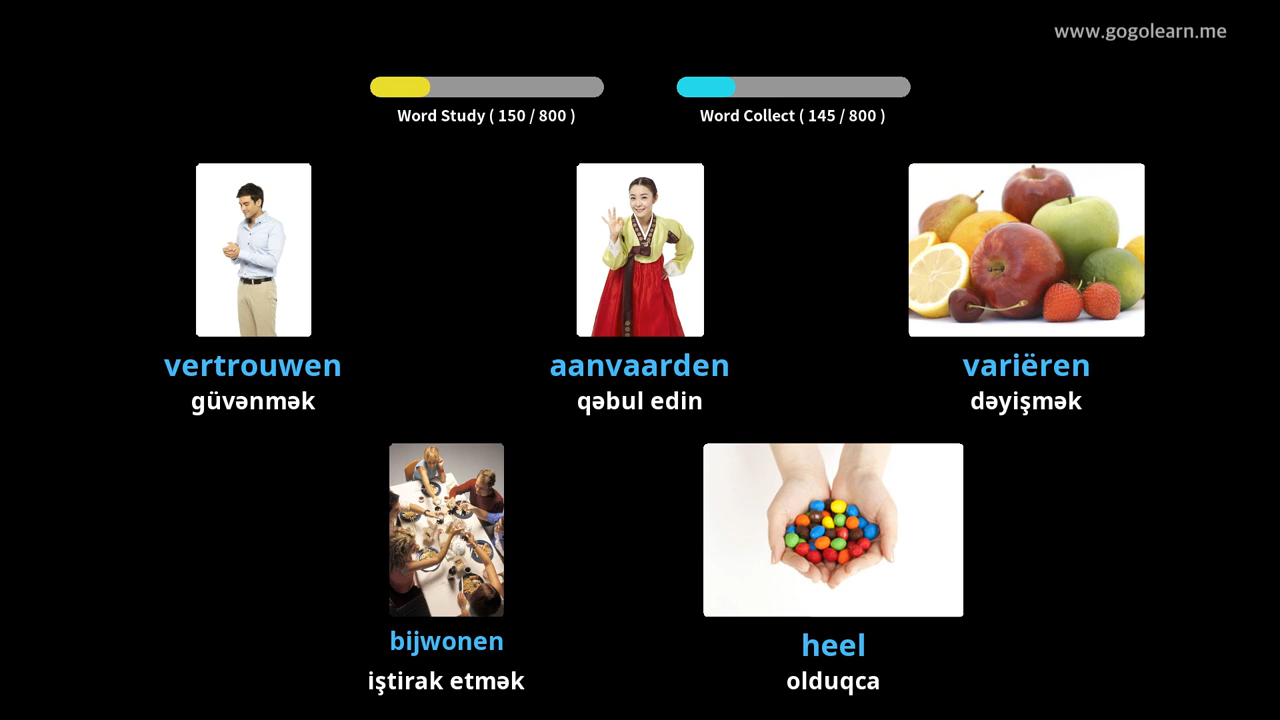 www.gogolearn.me
Word Study ( 150 / 800 )
Word Collect ( 145 / 800 )
vertrouwen
güvənmək
aanvaarden
qəbul edin
variëren
dəyişmək
bijwonen
iştirak etmək
heel
olduqca